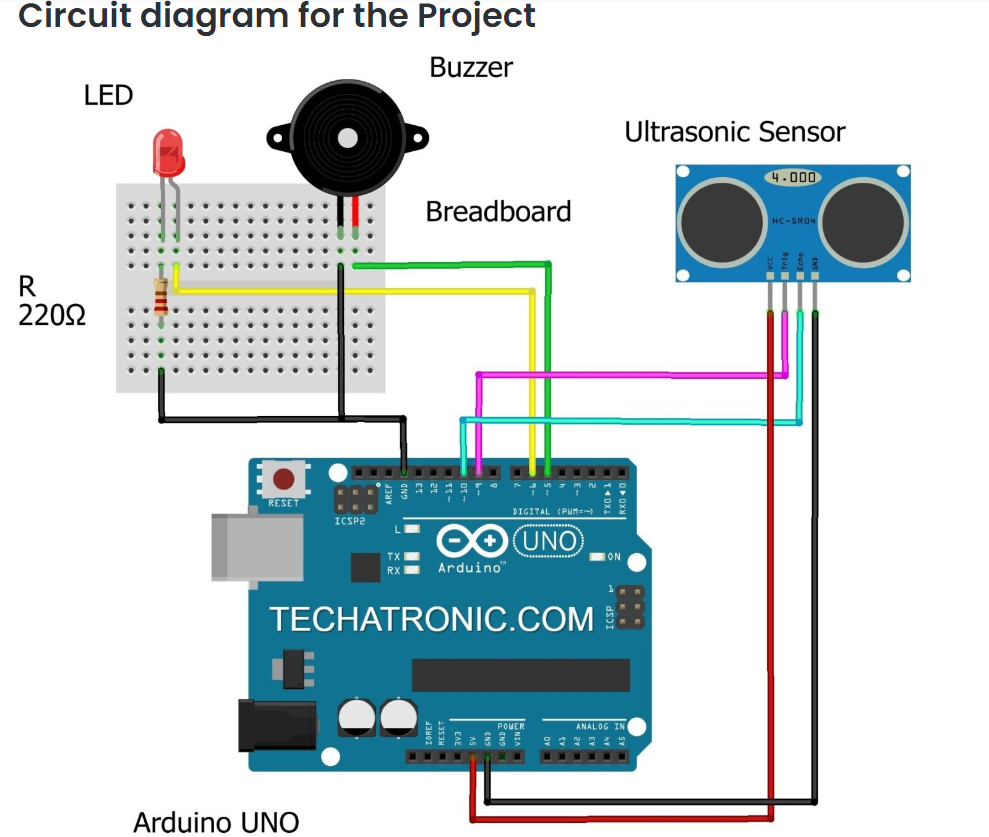 Circuit diagram for the Project
Buzzer
LED
Ultrasonic Sensor
4.000
HC-SR04
VCC
Trig
Echo
GND
Breadboard
R
220Ω
RESET
ICSP2
AREF
GND
13
12
~11
~10
~9
8
7
~6
~5
4
~3
2
TXD▶1
RXD◀0
DIGITAL (PWM=~)
L
TX
RX
Arduino™
UNO
ON
1
ICSP
TECHATRONIC.COM
IOREF
RESET
3V3
5V
GND
GND
VIN
POWER
ANALOG IN
A0
A1
A2
A3
A4
A5
Arduino UNO